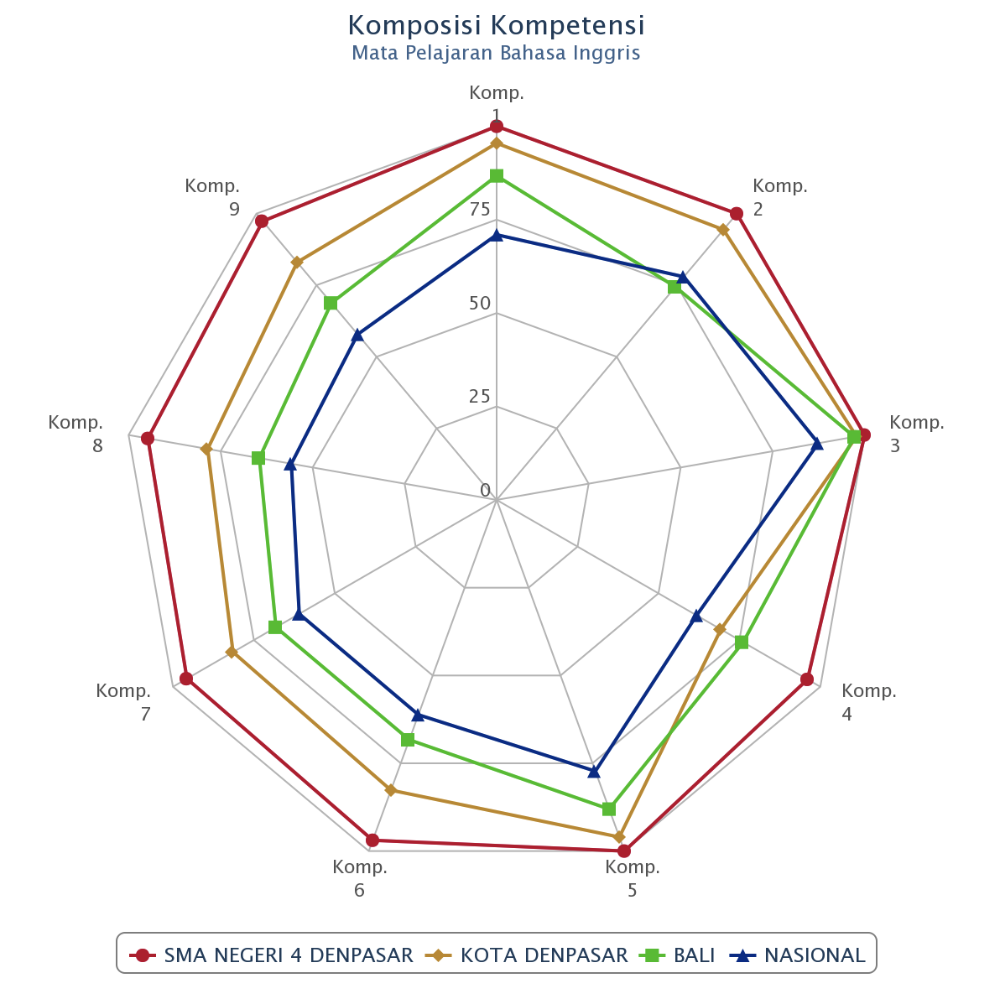 Komposisi Kompetensi
Mata Pelajaran Bahasa Inggris
Komp.
1
Komp.
2
Komp.
3
Komp.
4
Komp.
5
Komp.
6
Komp.
7
Komp.
8
Komp.
9
75
50
25
0
SMA NEGERI 4 DENPASAR KOTA DENPASAR BALI NASIONAL